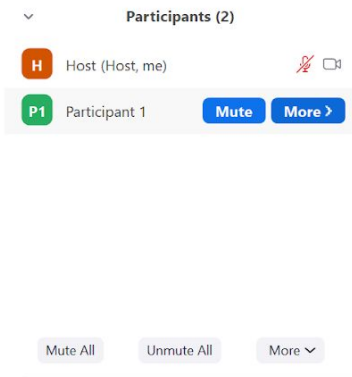 Participants (2)
H Host (Host, me)
P1 Participant 1 Mute More >
Mute All Unmute All More